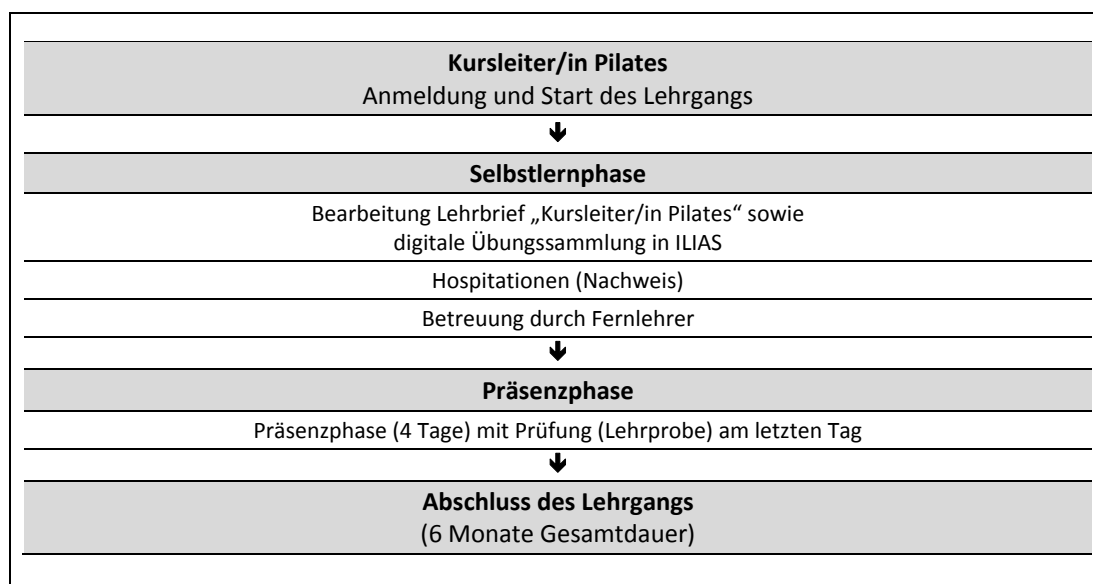 Kursleiter/in Pilates
Anmeldung und Start des Lehrgangs
🡻
Selbstlernphase
Bearbeitung Lehrbrief „Kursleiter/in Pilates“ sowie
digitale Übungssammlung in ILIAS
Hospitationen (Nachweis)
Betreuung durch Fernlehrer
🡻
Präsenzphase
Präsenzphase (4 Tage) mit Prüfung (Lehrprobe) am letzten Tag
🡻
Abschluss des Lehrgangs
(6 Monate Gesamtdauer)